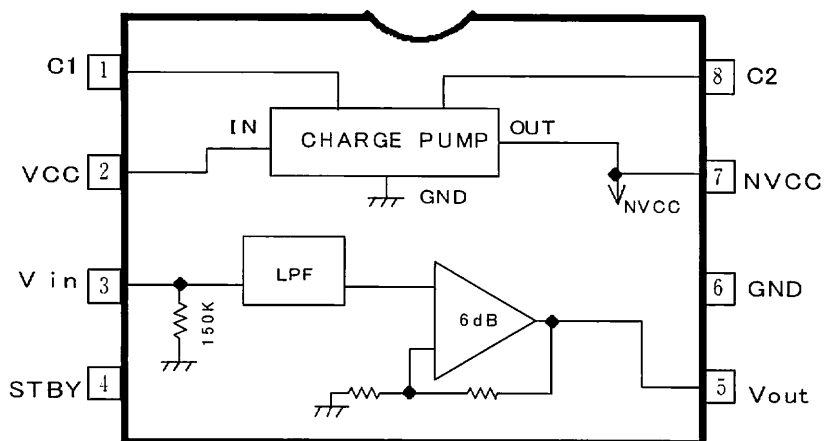 C1 1
8 C2
IN
CHARGE PUMP
OUT
VCC 2
7 NVCC
GND
NVCC
Vin 3
LPF
6 GND
150K
6dB
STBY 4
5 Vout